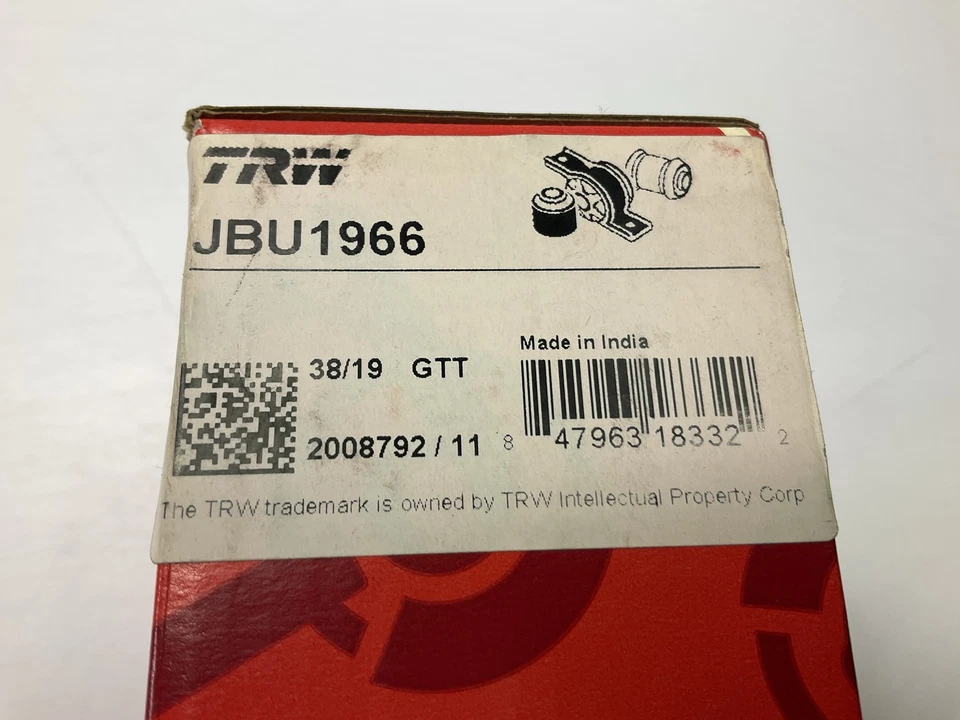 TRW
JBU1966
Made in India
38/19 GTT
2008792 / 11
8 47963 18332 2
The TRW trademark is owned by TRW Intellectual Property Corp